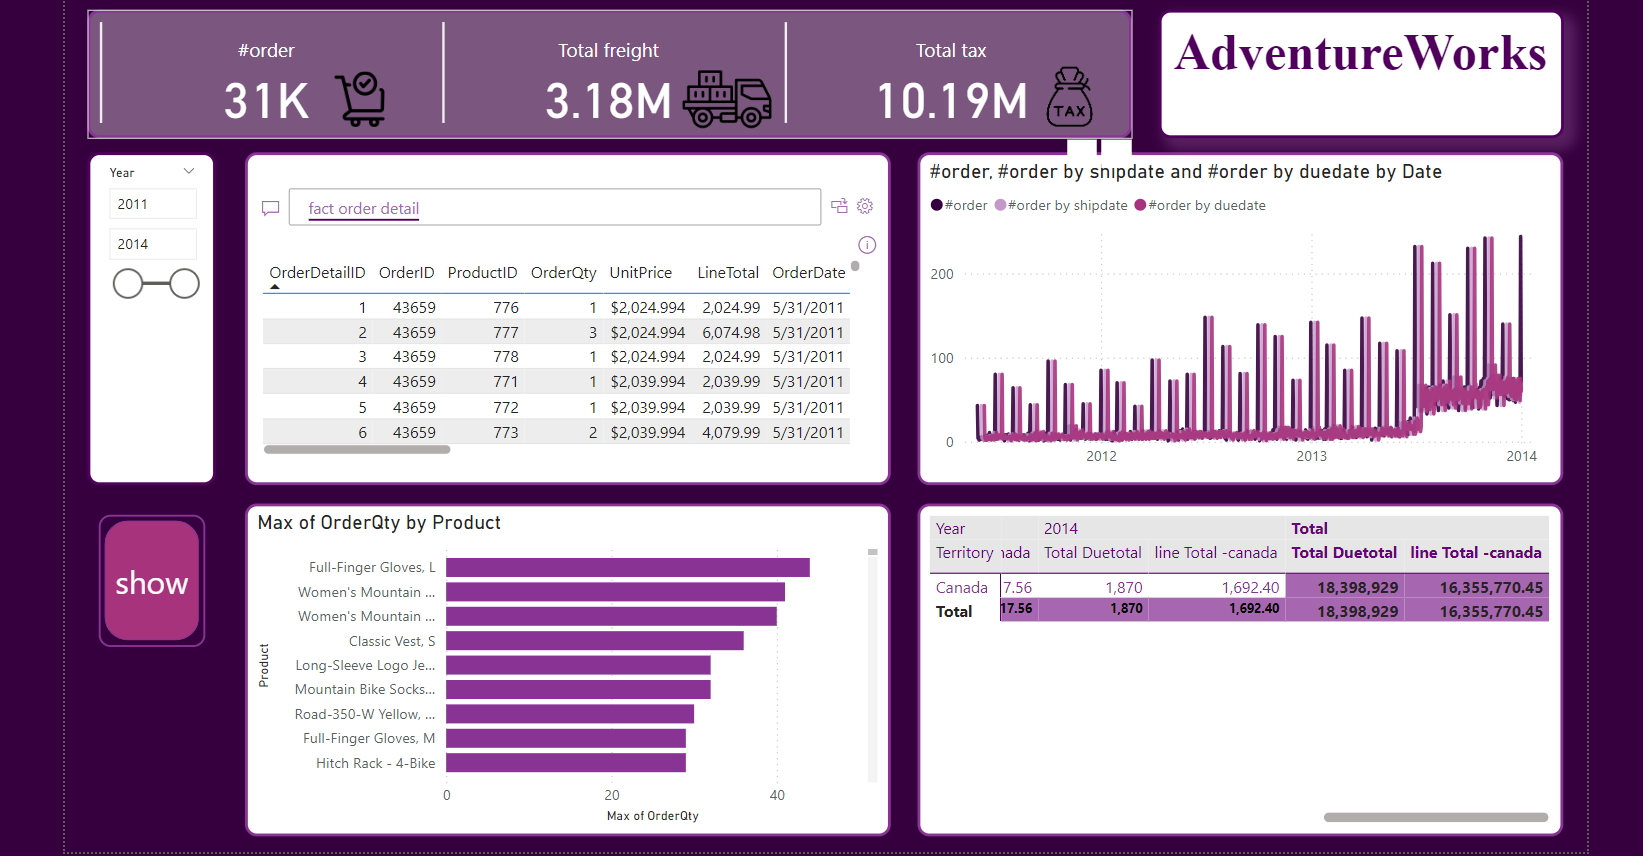 #order
31K
Total freight
3.18M
Total tax
10.19M
TAX
AdventureWorks
Year
2011
2014
fact order detail
OrderDetailID OrderID ProductID OrderQty UnitPrice LineTotal OrderDate
1 43659 776 1 $2,024.994 2,024.99 5/31/2011
2 43659 777 3 $2,024.994 6,074.98 5/31/2011
3 43659 778 1 $2,024.994 2,024.99 5/31/2011
4 43659 771 1 $2,039.994 2,039.99 5/31/2011
5 43659 772 1 $2,039.994 2,039.99 5/31/2011
6 43659 773 2 $2,039.994 4,079.99 5/31/2011
#order, #order by shipdate and #order by duedate by Date
#order #order by shipdate #order by duedate
200
100
0
2012 2013 2014
show
Max of OrderQty by Product
Product
Full-Finger Gloves, L
Women's Mountain ...
Women's Mountain ...
Classic Vest, S
Long-Sleeve Logo Je...
Mountain Bike Socks...
Road-350-W Yellow, ...
Full-Finger Gloves, M
Hitch Rack - 4-Bike
0 20 40
Max of OrderQty
Year 2014 Total
Territory nada Total Duetotal line Total -canada Total Duetotal line Total -canada
Canada 7.56 1,870 1,692.40 18,398,929 16,355,770.45
Total 17.56 1,870 1,692.40 18,398,929 16,355,770.45